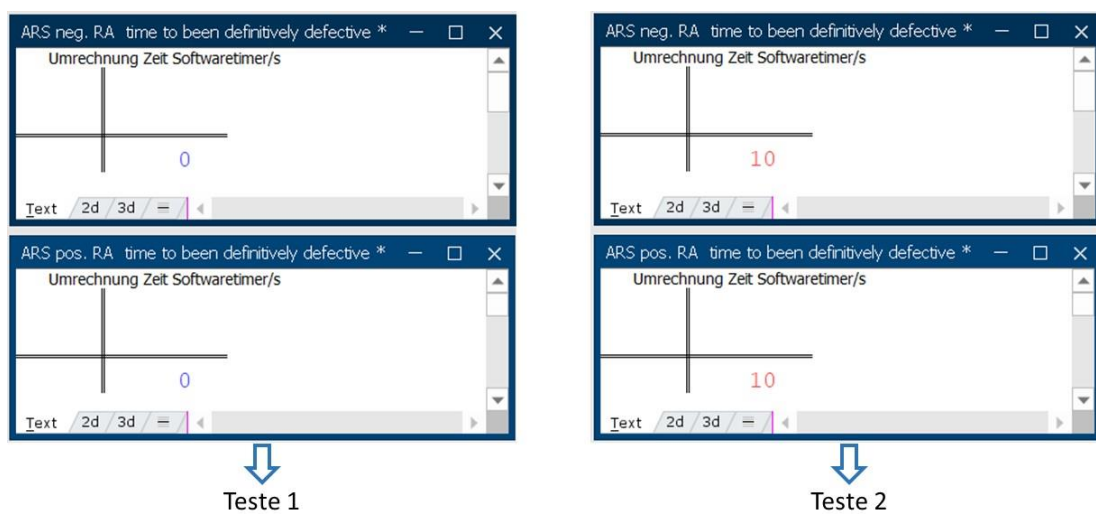 ARS neg. RA time to been definitively defective *
Umrechnung Zeit Softwaretimer/s
0
Text 2d 3d =
ARS pos. RA time to been definitively defective *
Umrechnung Zeit Softwaretimer/s
0
Text 2d 3d =
Teste 1
ARS neg. RA time to been definitively defective *
Umrechnung Zeit Softwaretimer/s
10
Text 2d 3d =
ARS pos. RA time to been definitively defective *
Umrechnung Zeit Softwaretimer/s
10
Text 2d 3d =
Teste 2